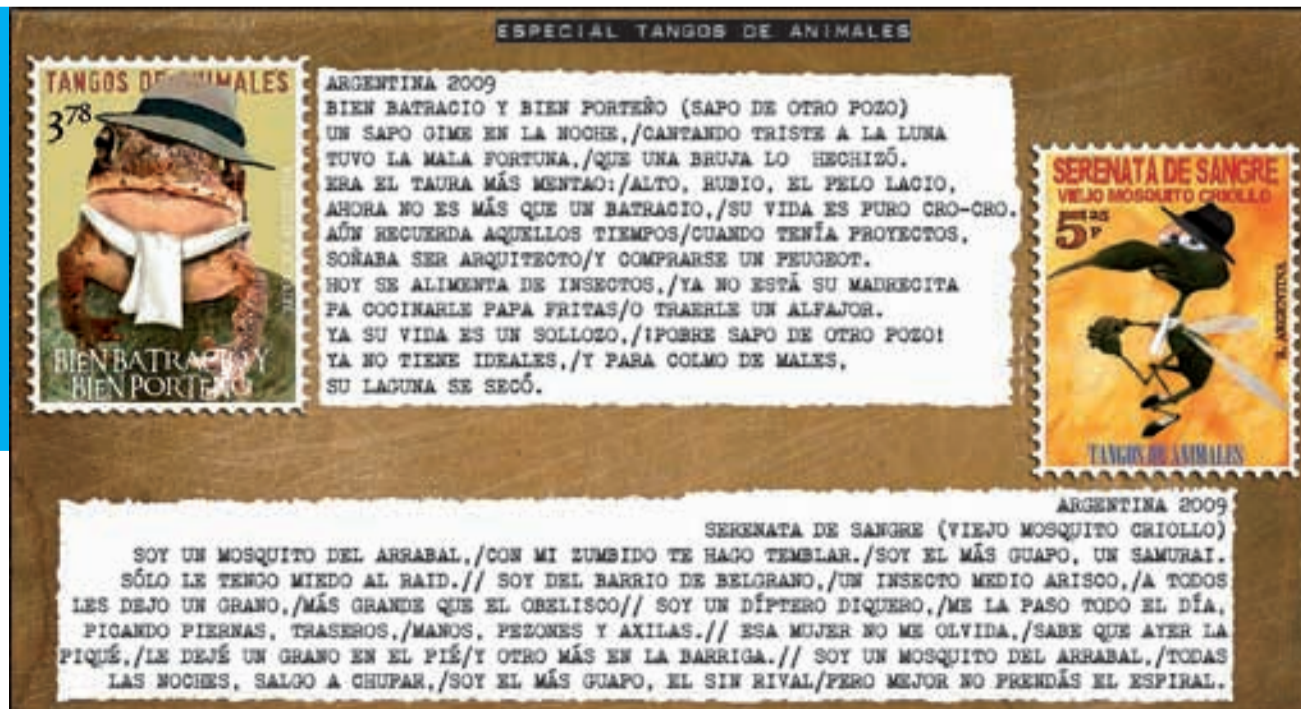 ESPECIAL TANGOS DE ANIMALES
TANGOS DE ANIMALES
3⁷⁸
BIEN BATRACIO Y
BIEN PORTEÑO
ARGENTINA 2009
BIEN BATRACIO Y BIEN PORTEÑO (SAPO DE OTRO POZO)
UN SAPO GIME EN LA NOCHE,/CANTANDO TRISTE A LA LUNA
TUVO LA MALA FORTUNA,/QUE UNA BRUJA LO HECHIZÓ.
ERA EL TAURA MÁS MENTAO:/ALTO, RUBIO, EL PELO LACIO,
AHORA NO ES MÁS QUE UN BATRACIO,/SU VIDA ES PURO CRO-CRO.
AÚN RECUERDA AQUELLOS TIEMPOS/CUANDO TENÍA PROYECTOS,
SOÑABA SER ARQUITECTO/Y COMPRARSE UN PEUGEOT.
HOY SE ALIMENTA DE INSECTOS,/YA NO ESTÁ SU MADRECITA
PA COCINARLE PAPA FRITAS/O TRAERLE UN ALFAJOR.
YA SU VIDA ES UN SOLLOZO,/¡POBRE SAPO DE OTRO POZO!
YA NO TIENE IDEALES,/Y PARA COLMO DE MALES,
SU LAGUNA SE SECÓ.
SERENATA DE SANGRE
VIEJO MOSQUITO CRIOLLO
5 P
R. ARGENTINA
TANGOS DE ANIMALES
ARGENTINA 2009
SERENATA DE SANGRE (VIEJO MOSQUITO CRIOLLO)
SOY UN MOSQUITO DEL ARRABAL,/CON MI ZUMBIDO TE HAGO TEMBLAR./SOY EL MÁS GUAPO, UN SAMURAI.
SÓLO LE TENGO MIEDO AL RAID.// SOY DEL BARRIO DE BELGRANO,/UN INSECTO MEDIO ARISCO,/A TODOS
LES DEJO UN GRANO,/MÁS GRANDE QUE EL OBELISCO// SOY UN DÍPTERO DIQUERO,/ME LA PASO TODO EL DÍA,
PICANDO PIERNAS, TRASEROS,/MANOS, PEZONES Y AXILAS.// ESA MUJER NO ME OLVIDA,/SABE QUE AYER LA
PIQUÉ,/LE DEJÉ UN GRANO EN EL PIÉ/Y OTRO MÁS EN LA BARRIGA.// SOY UN MOSQUITO DEL ARRABAL,/TODAS
LAS NOCHES, SALGO A CHUPAR,/SOY EL MÁS GUAPO, EL SIN RIVAL/PERO MEJOR NO PRENDÁS EL ESPIRAL.